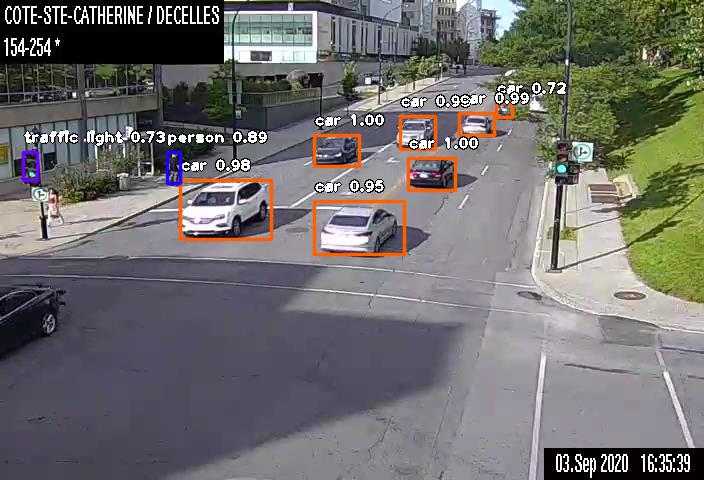 COTE-STE-CATHERINE / DECELLES
154-254 *
car 0.72
car 0.99
car 0.99
car 1.00
traffic light 0.73
person 0.89
car 1.00
car 0.98
car 0.95
03.Sep 2020 16:35:39